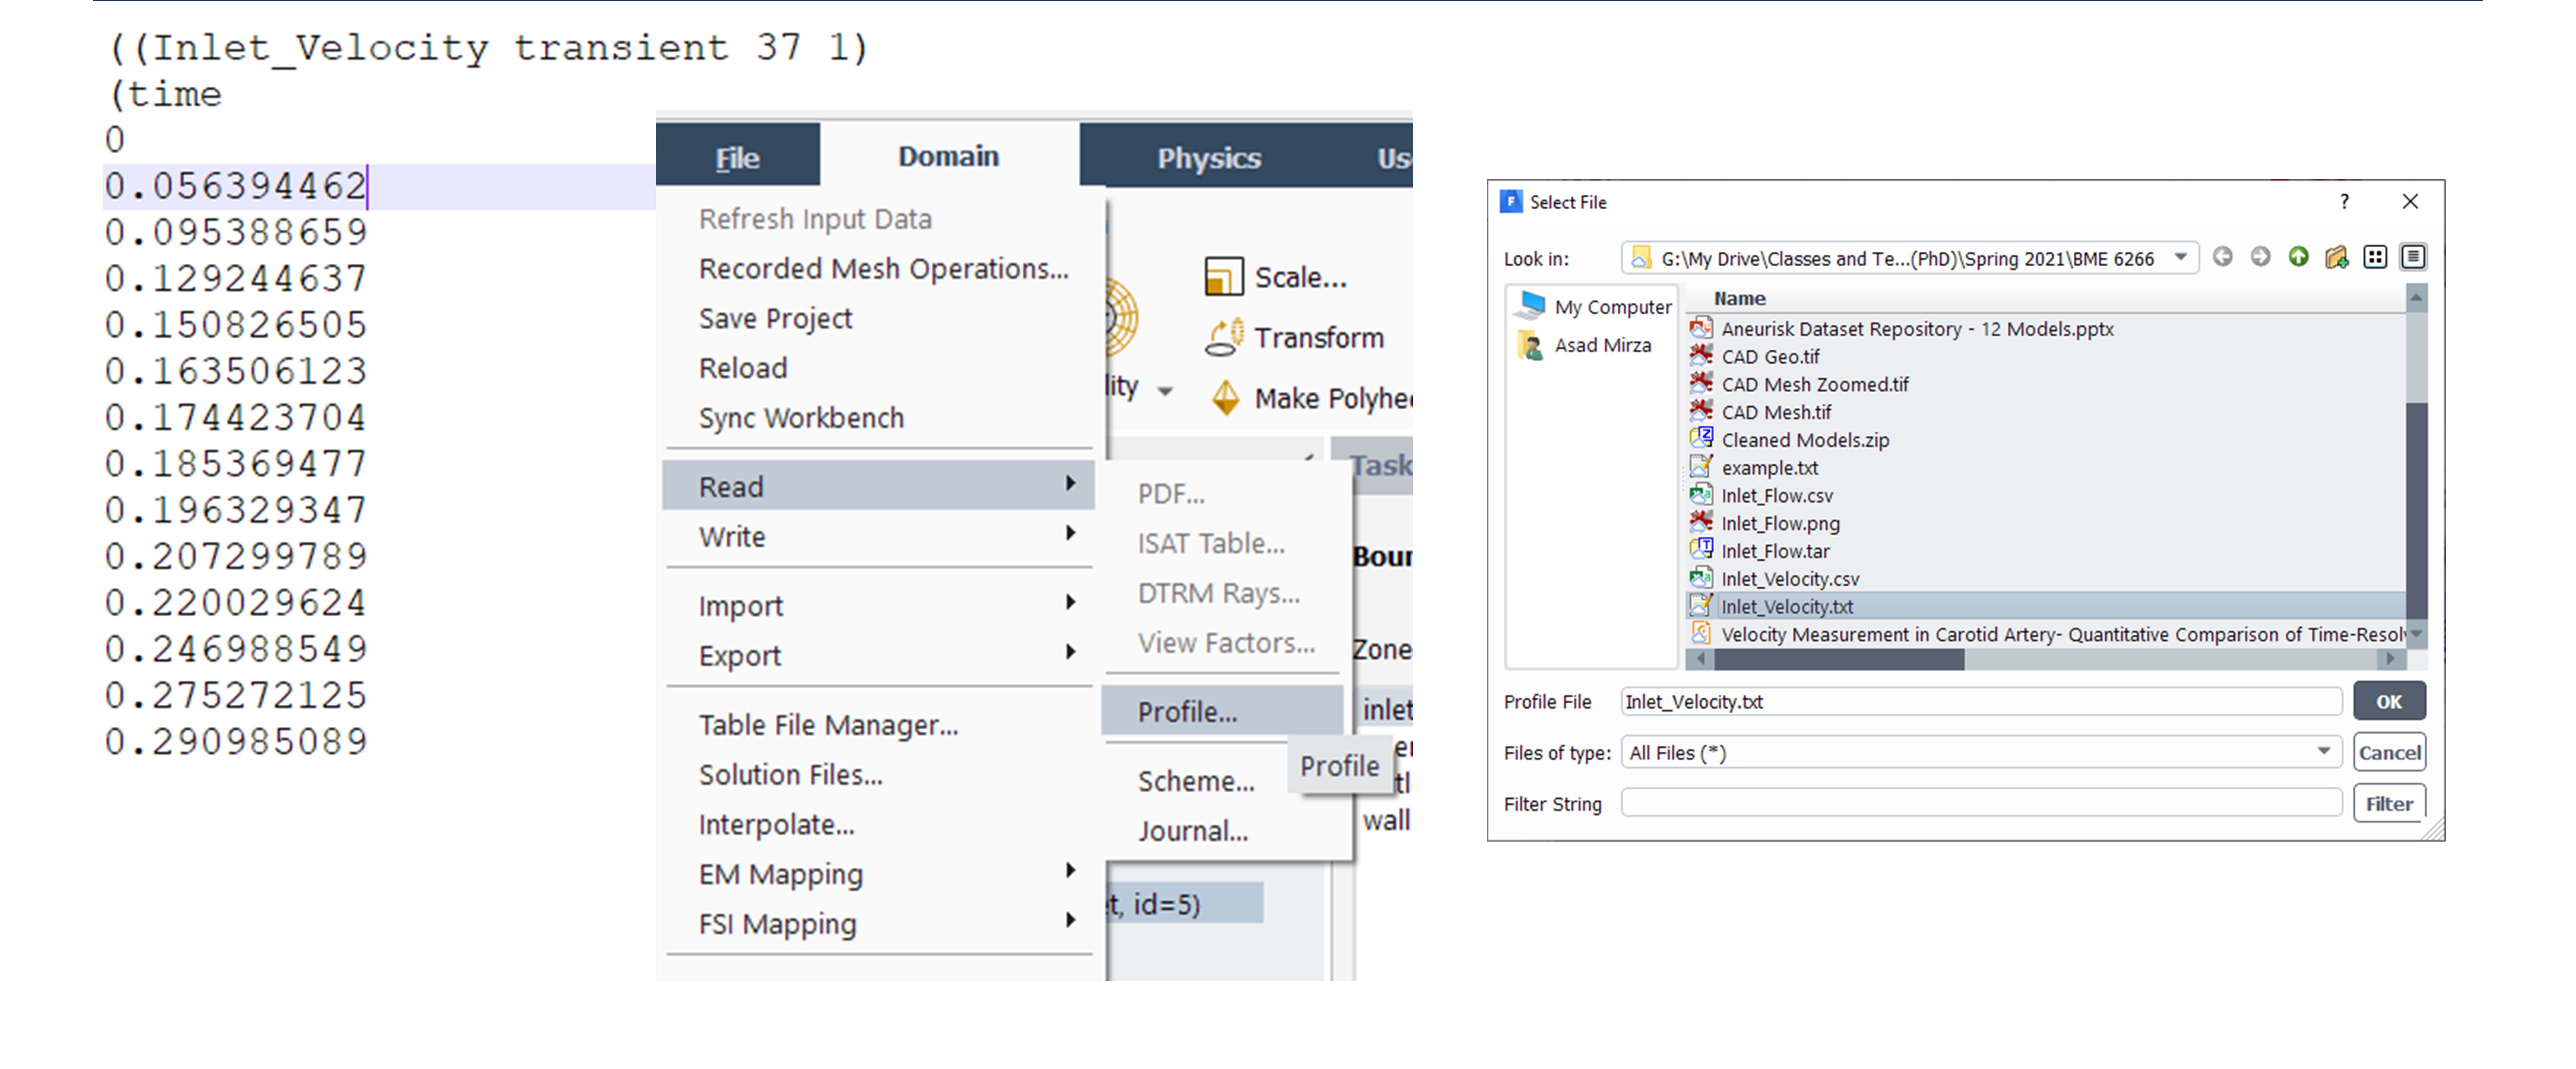 ((Inlet_Velocity transient 37 1)
(time
0
0.056394462
0.095388659
0.129244637
0.150826505
0.163506123
0.174423704
0.185369477
0.196329347
0.207299789
0.220029624
0.246988549
0.275272125
0.290985089
File Domain Physics Us
Refresh Input Data
Recorded Mesh Operations...
Save Project
Reload
Sync Workbench
Read
Write
Import
Export
Table File Manager...
Solution Files...
Interpolate...
EM Mapping
FSI Mapping
Scale...
Transform
lity
Make Polyhe
Task
PDF...
ISAT Table...
DTRM Rays...
View Factors...
Profile...
Profile
Scheme...
Journal...
Bour
Zone
inlet
wall
t, id=5)
Select File ?
Look in: G:\My Drive\Classes and Te...(PhD)\Spring 2021\BME 6266
My Computer
Asad Mirza
Name
Aneurisk Dataset Repository - 12 Models.pptx
CAD Geo.tif
CAD Mesh Zoomed.tif
CAD Mesh.tif
Cleaned Models.zip
example.txt
Inlet_Flow.csv
Inlet_Flow.png
Inlet_Flow.tar
Inlet_Velocity.csv
Inlet_Velocity.txt
Velocity Measurement in Carotid Artery- Quantitative Comparison of Time-Resol
Profile File Inlet_Velocity.txt OK
Files of type: All Files (*) Cancel
Filter String Filter